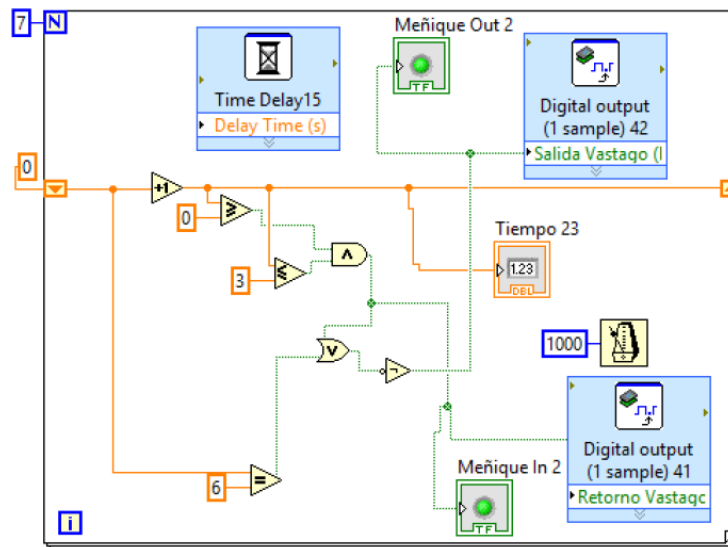 7 N
Meñique Out 2
TF
Time Delay15
Delay Time (s)
Digital output
(1 sample) 42
Salida Vastago (l
0
+1
0
≥
∧
3
≤
Tiempo 23
1.23
DBL
∨
¬
1000
6
=
Meñique In 2
TF
Digital output
(1 sample) 41
Retorno Vastago
i